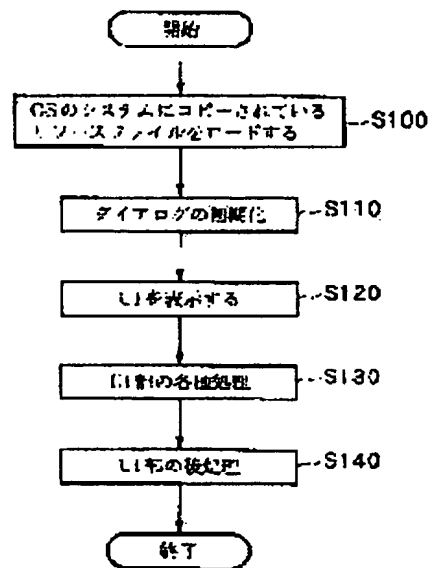 開始
OSのシステムにコピーされている
リソースファイルをロードする
S100
ダイアログの初期化
S110
UIを表示する
S120
UI部の各種処理
S130
UI部の後処理
S140
終了